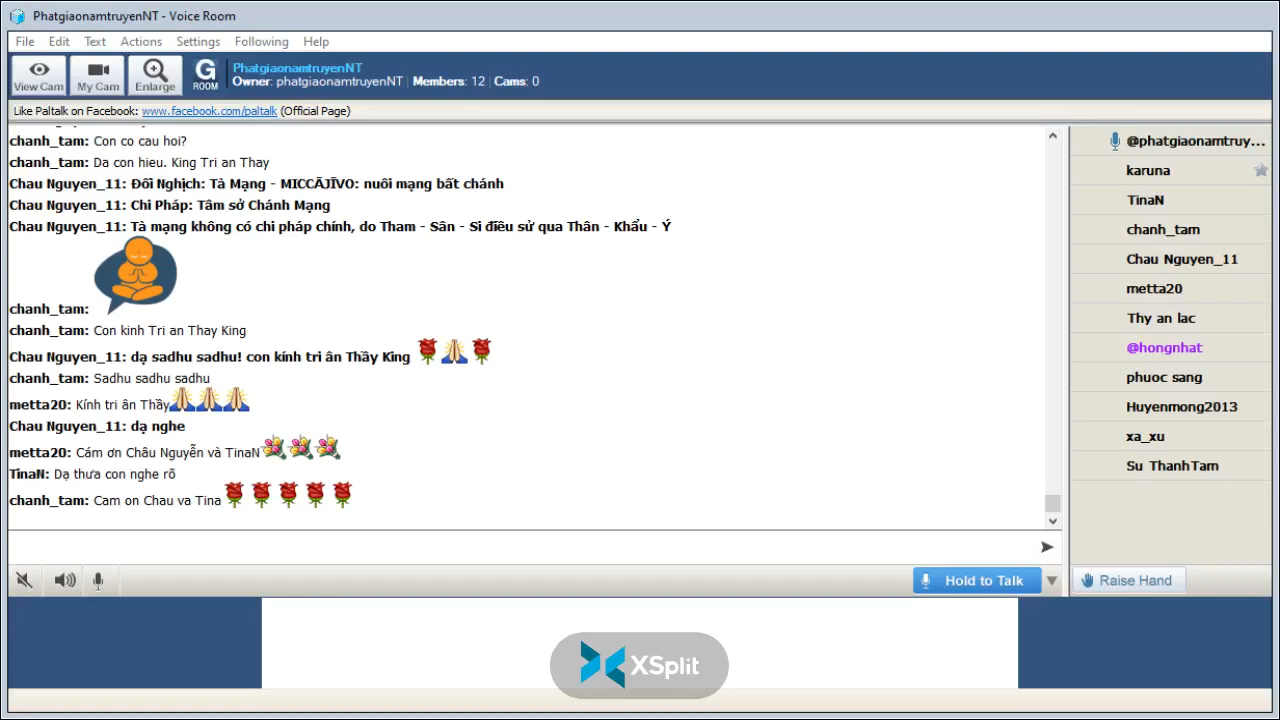 PhatgiaonamtruyenNT - Voice Room
File Edit Text Actions Settings Following Help
View Cam My Cam Enlarge G ROOM
PhatgiaonamtruyenNT
Owner: phatgiaonamtruyenNT | Members: 12 | Cams: 0
Like Paltalk on Facebook: www.facebook.com/paltalk (Official Page)
chanh_tam: Con co cau hoi?
chanh_tam: Da con hieu. King Tri an Thay
Chau Nguyen_11: Đối Nghịch: Tà Mạng - MICCĀJĪVO: nuôi mạng bất chánh
Chau Nguyen_11: Chi Pháp: Tâm sở Chánh Mạng
Chau Nguyen_11: Tà mạng không có chi pháp chính, do Tham - Sân - Si điều sử qua Thân - Khẩu - Ý
chanh_tam:
chanh_tam: Con kinh Tri an Thay King
Chau Nguyen_11: dạ sadhu sadhu! con kính tri ân Thầy King
chanh_tam: Sadhu sadhu sadhu
metta20: Kính tri ân Thầy
Chau Nguyen_11: dạ nghe
metta20: Cám ơn Châu Nguyễn và TinaN
TinaN: Dạ thưa con nghe rõ
chanh_tam: Cam on Chau va Tina
@phatgiaonamtruy...
karuna
TinaN
chanh_tam
Chau Nguyen_11
metta20
Thy an lac
@hongnhat
phuoc sang
Huyenmong2013
xa_xu
Su ThanhTam
Hold to Talk
Raise Hand
XSplit